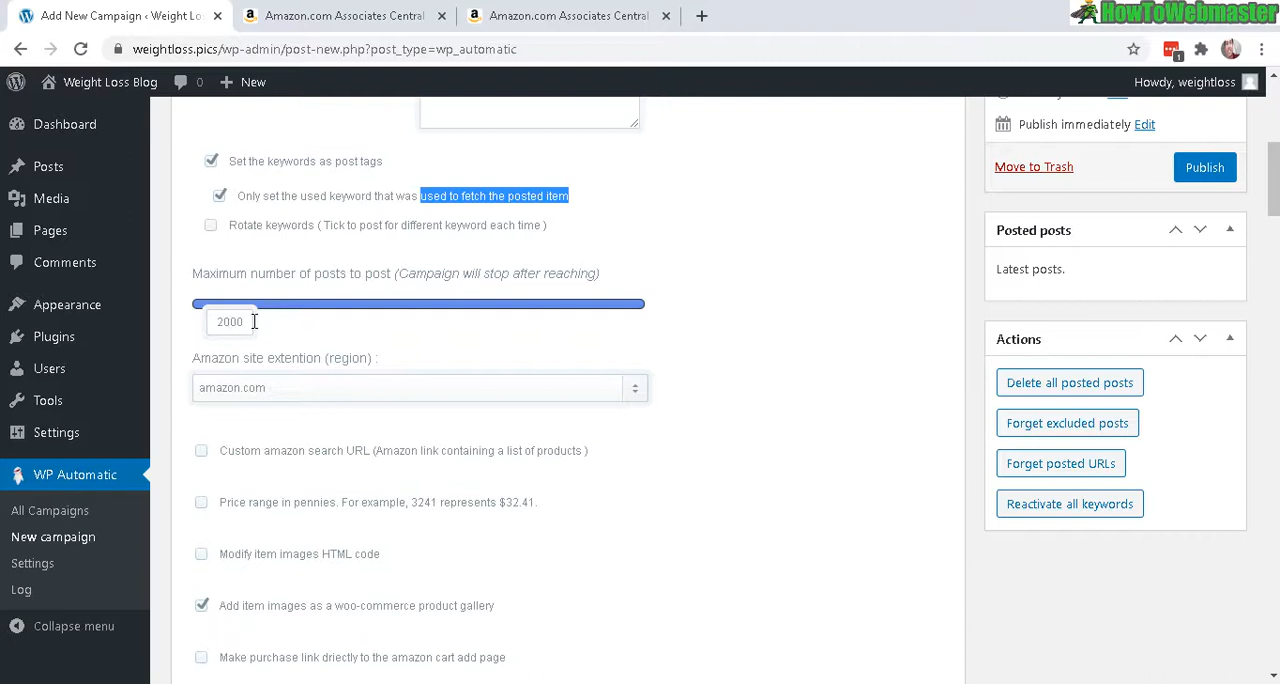 Add New Campaign ‹ Weight Lo
Amazon.com Associates Central
Amazon.com Associates Central
HowToWebmaster
weightloss.pics/wp-admin/post-new.php?post_type=wp_automatic
1
Weight Loss Blog
0
New
Howdy, weightloss
Dashboard
Posts
Media
Pages
Comments
Appearance
Plugins
Users
Tools
Settings
WP Automatic
All Campaigns
New campaign
Settings
Log
Collapse menu
Set the keywords as post tags
Only set the used keyword that was used to fetch the posted item
Rotate keywords ( Tick to post for different keyword each time )
Maximum number of posts to post (Campaign will stop after reaching)
2000
Amazon site extention (region) :
amazon.com
Custom amazon search URL (Amazon link containing a list of products )
Price range in pennies. For example, 3241 represents $32.41.
Modify item images HTML code
Add item images as a woo-commerce product gallery
Make purchase link driectly to the amazon cart add page
Publish immediately Edit
Move to Trash
Publish
Posted posts
Latest posts.
Actions
Delete all posted posts
Forget excluded posts
Forget posted URLs
Reactivate all keywords